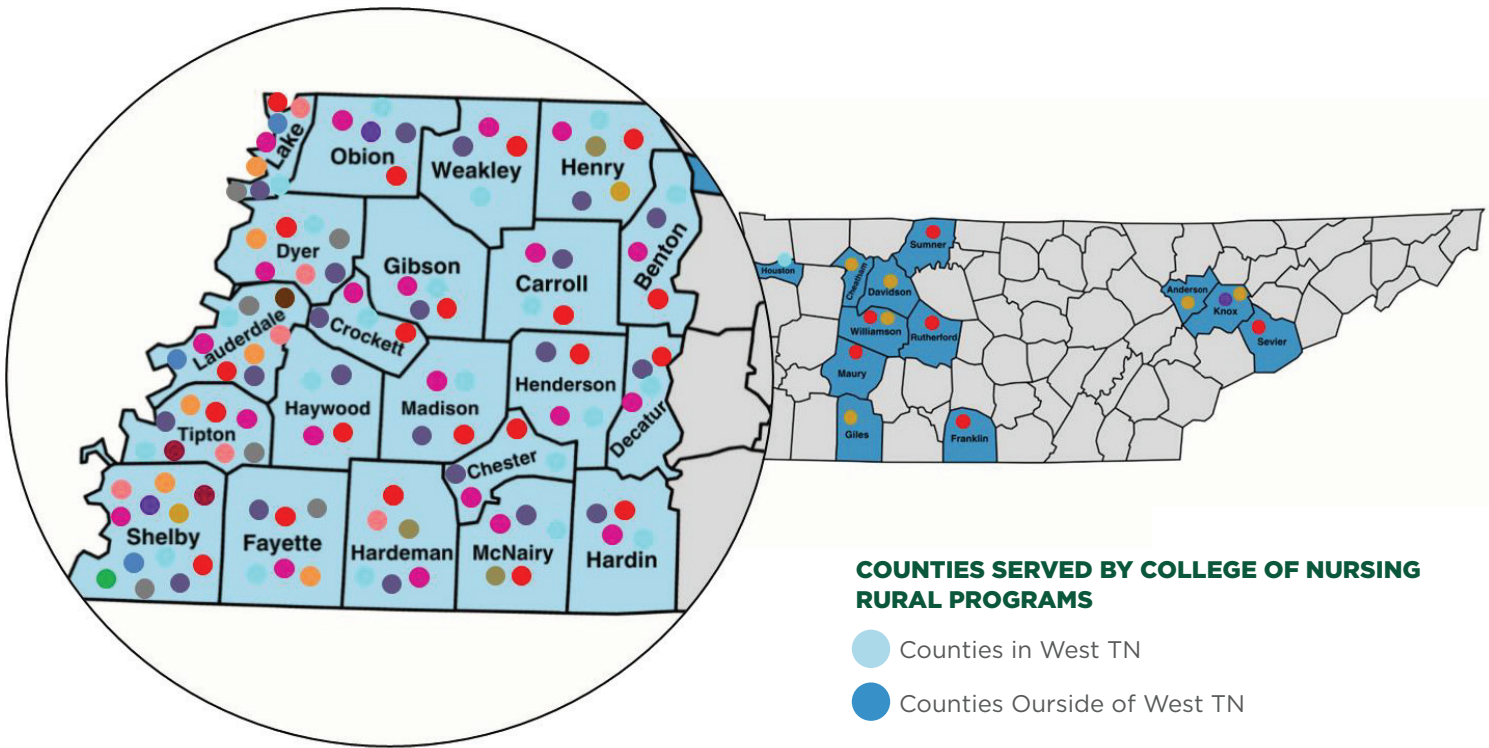 Lake
Obion
Weakley
Henry
Dyer
Gibson
Carroll
Benton
Lauderdale
Crockett
Tipton
Haywood
Madison
Henderson
Decatur
Chester
Shelby
Fayette
Hardeman
McNairy
Hardin
Houston
Cheatham
Sumner
Davidson
Williamson
Rutherford
Maury
Giles
Franklin
Anderson
Knox
Sevier
COUNTIES SERVED BY COLLEGE OF NURSING
RURAL PROGRAMS
Counties in West TN
Counties Ourside of West TN